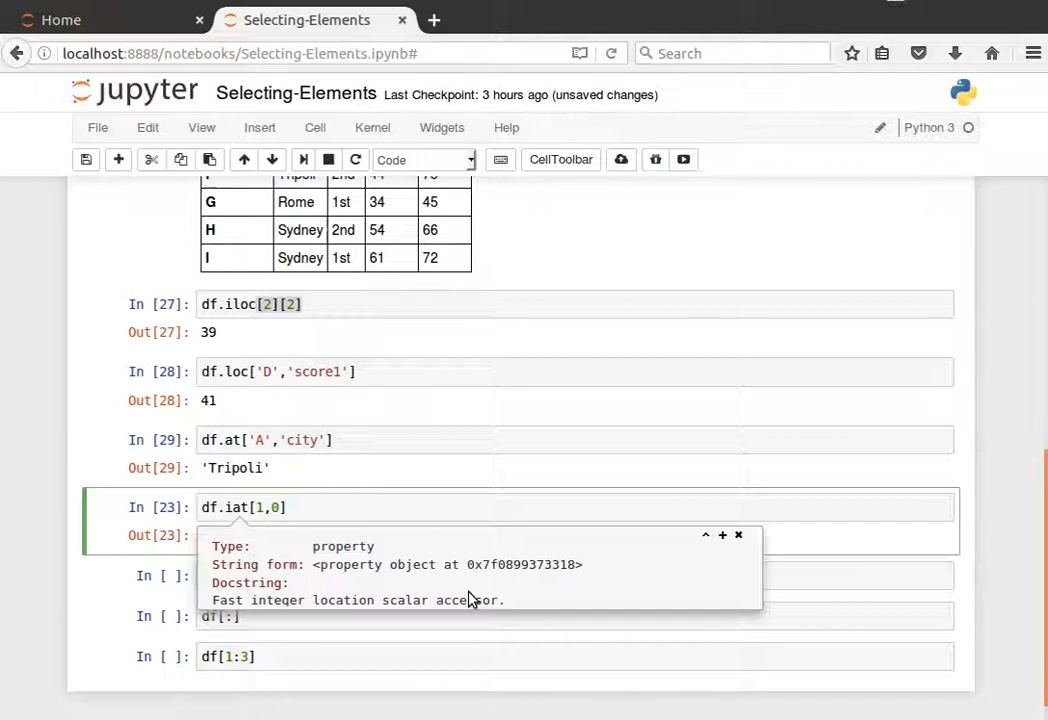 Home
Selecting-Elements
localhost:8888/notebooks/Selecting-Elements.ipynb#
Search
jupyter Selecting-Elements Last Checkpoint: 3 hours ago (unsaved changes)
File Edit View Insert Cell Kernel Widgets Help Python 3
Code CellToolbar
G Rome 1st 34 45
H Sydney 2nd 54 66
I Sydney 1st 61 72
In [27]: df.iloc[2][2]
Out[27]: 39
In [28]: df.loc['D','score1']
Out[28]: 41
In [29]: df.at['A','city']
Out[29]: 'Tripoli'
In [23]: df.iat[1,0]
Out[23]:
Type: property
String form: <property object at 0x7f0899373318>
Docstring:
Fast integer location scalar accessor.
In [ ]:
In [ ]: df[:]
In [ ]: df[1:3]